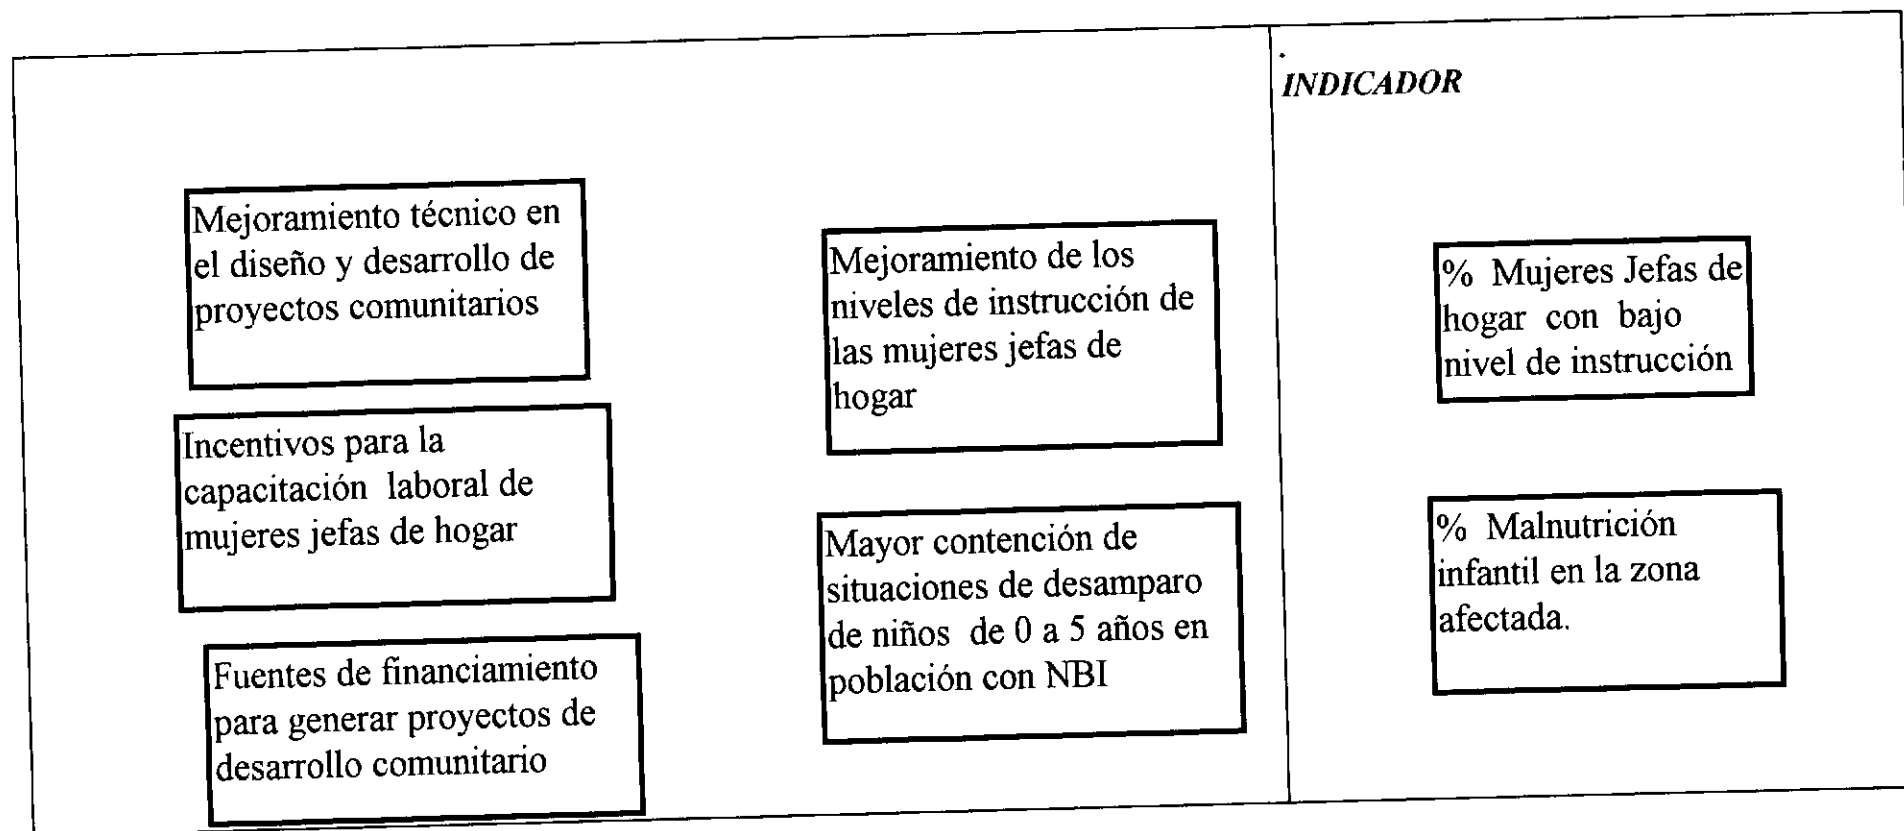 INDICADOR
Mejoramiento técnico en
el diseño y desarrollo de
proyectos comunitarios
Incentivos para la
capacitación laboral de
mujeres jefas de hogar
Fuentes de financiamiento
para generar proyectos de
desarrollo comunitario
Mejoramiento de los
niveles de instrucción de
las mujeres jefas de
hogar
Mayor contención de
situaciones de desamparo
de niños de 0 a 5 años en
población con NBI
% Mujeres Jefas de
hogar con bajo
nivel de instrucción
% Malnutrición
infantil en la zona
afectada.